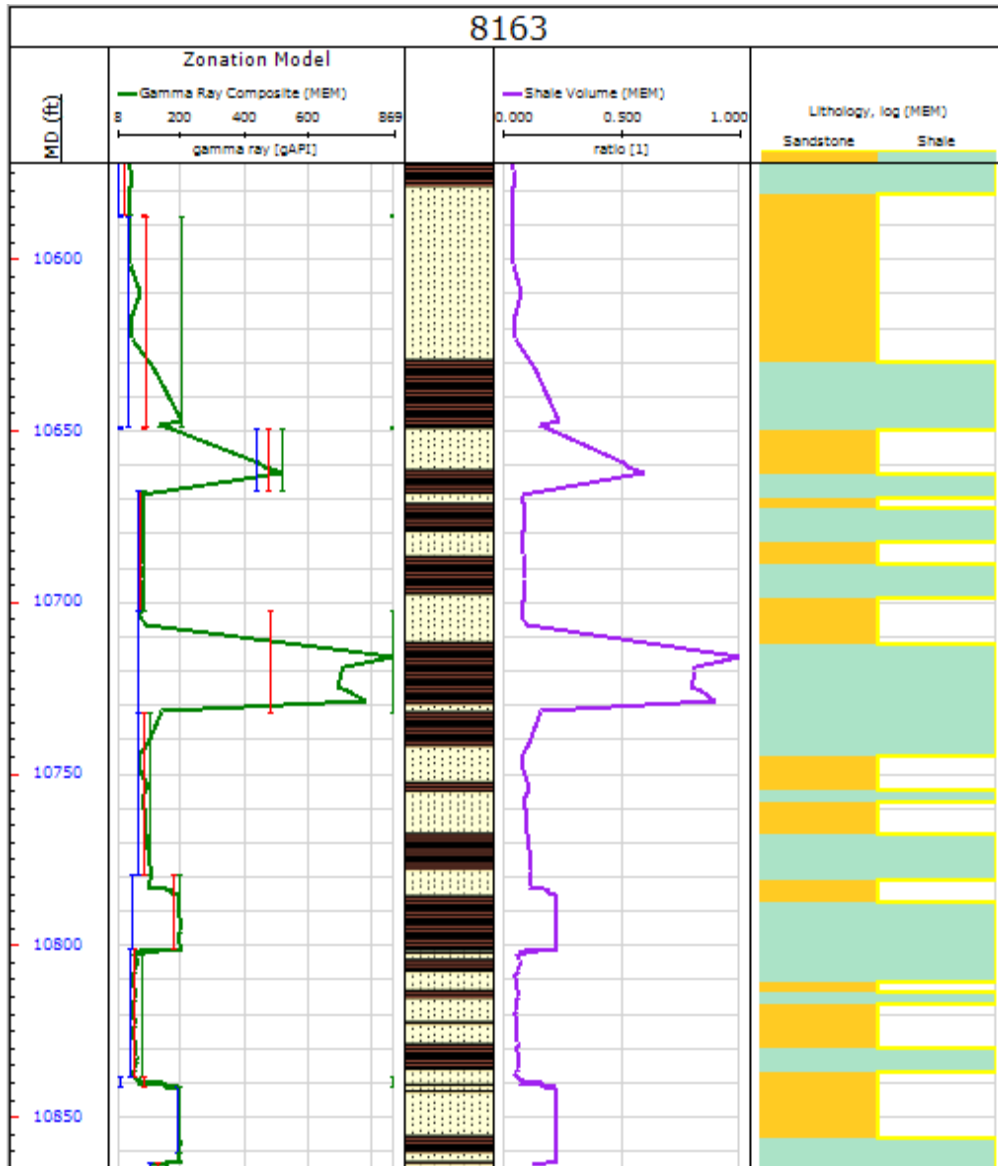 8163
Zonation Model
MD (ft)
Gamma Ray Composite (MEM)
8 200 400 600 869
gamma ray [gAPI]
Shale Volume (MEM)
0.000 0.500 1.000
ratio [1]
Lithology, log (MEM)
Sandstone Shale
10600
10650
10700
10750
10800
10850